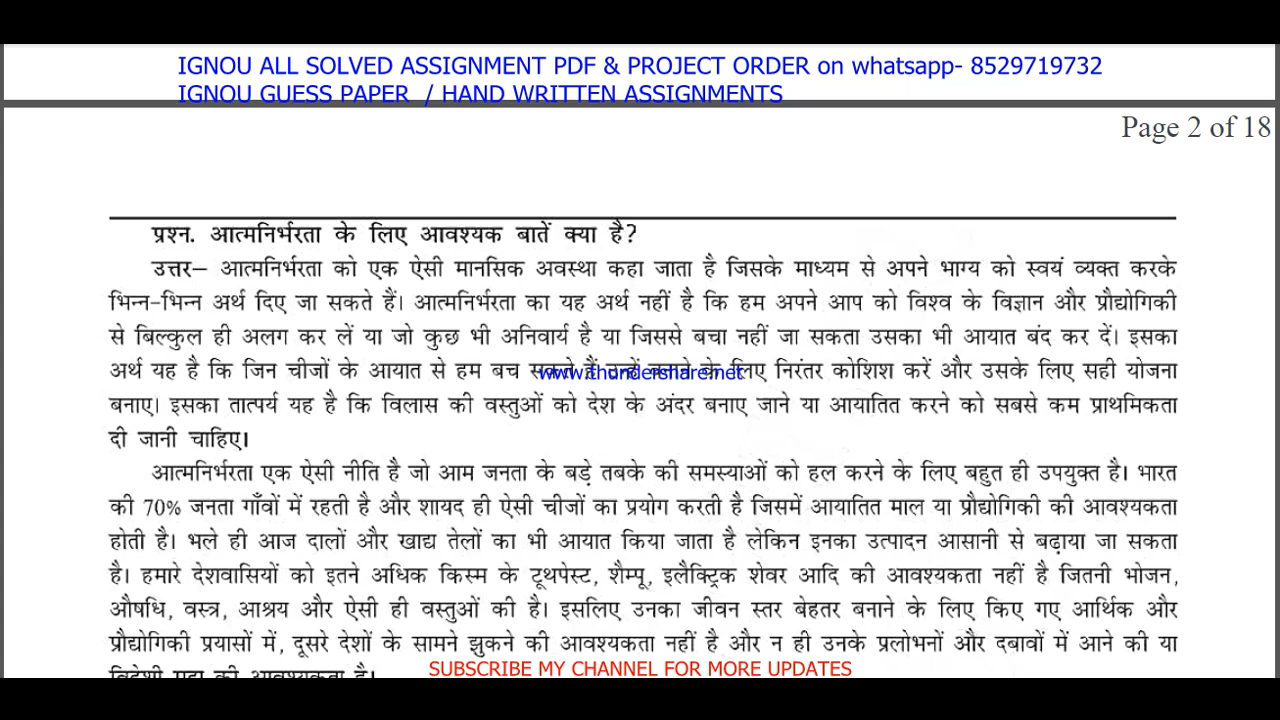 IGNOU ALL SOLVED ASSIGNMENT PDF & PROJECT ORDER on whatsapp- 8529719732
IGNOU GUESS PAPER / HAND WRITTEN ASSIGNMENTS
Page 2 of 18
प्रश्न. आत्मनिर्भरता के लिए आवश्यक बातें क्या है?
उत्तर– आत्मनिर्भरता को एक ऐसी मानसिक अवस्था कहा जाता है जिसके माध्यम से अपने भाग्य को स्वयं व्यक्त करके
भिन्न-भिन्न अर्थ दिए जा सकते हैं। आत्मनिर्भरता का यह अर्थ नहीं है कि हम अपने आप को विश्व के विज्ञान और प्रौद्योगिकी
से बिल्कुल ही अलग कर लें या जो कुछ भी अनिवार्य है या जिससे बचा नहीं जा सकता उसका भी आयात बंद कर दें। इसका
अर्थ यह है कि जिन चीजों के आयात से हम बच सकते हैं उन्हें के लिए निरंतर कोशिश करें और उसके लिए सही योजना
www.thundershare.net
बनाए। इसका तात्पर्य यह है कि विलास की वस्तुओं को देश के अंदर बनाए जाने या आयातित करने को सबसे कम प्राथमिकता
दी जानी चाहिए।
आत्मनिर्भरता एक ऐसी नीति है जो आम जनता के बड़े तबके की समस्याओं को हल करने के लिए बहुत ही उपयुक्त है। भारत
की 70% जनता गाँवों में रहती है और शायद ही ऐसी चीजों का प्रयोग करती है जिसमें आयातित माल या प्रौद्योगिकी की आवश्यकता
होती है। भले ही आज दालों और खाद्य तेलों का भी आयात किया जाता है लेकिन इनका उत्पादन आसानी से बढ़ाया जा सकता
है। हमारे देशवासियों को इतने अधिक किस्म के टूथपेस्ट, शैम्पू, इलैक्ट्रिक शेवर आदि की आवश्यकता नहीं है जितनी भोजन,
औषधि, वस्त्र, आश्रय और ऐसी ही वस्तुओं की है। इसलिए उनका जीवन स्तर बेहतर बनाने के लिए किए गए आर्थिक और
प्रौद्योगिकी प्रयासों में, दूसरे देशों के सामने झुकने की आवश्यकता नहीं है और न ही उनके प्रलोभनों और दबावों में आने की या
SUBSCRIBE MY CHANNEL FOR MORE UPDATES